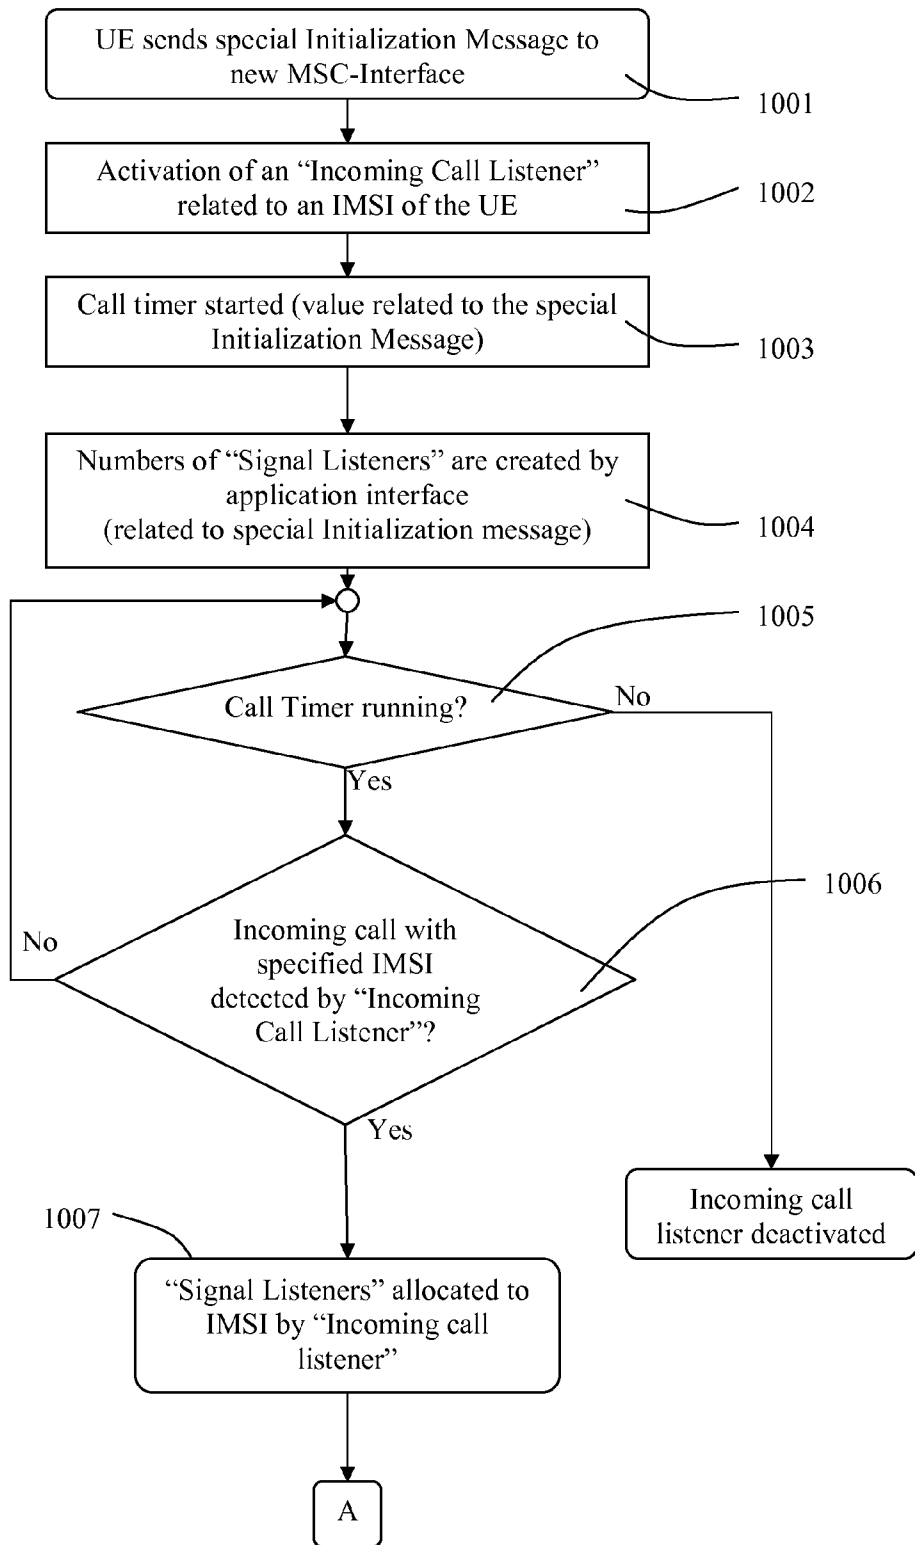 UE sends special Initialization Message to
new MSC-Interface
1001
Activation of an “Incoming Call Listener”
related to an IMSI of the UE
1002
Call timer started (value related to the special
Initialization Message)
1003
Numbers of “Signal Listeners” are created by
application interface
(related to special Initialization message)
1004
1005
Call Timer running?
No
Yes
1006
Incoming call with
specified IMSI
detected by “Incoming
Call Listener”?
No
Yes
Incoming call
listener deactivated
1007
“Signal Listeners” allocated to
IMSI by “Incoming call
listener”
A